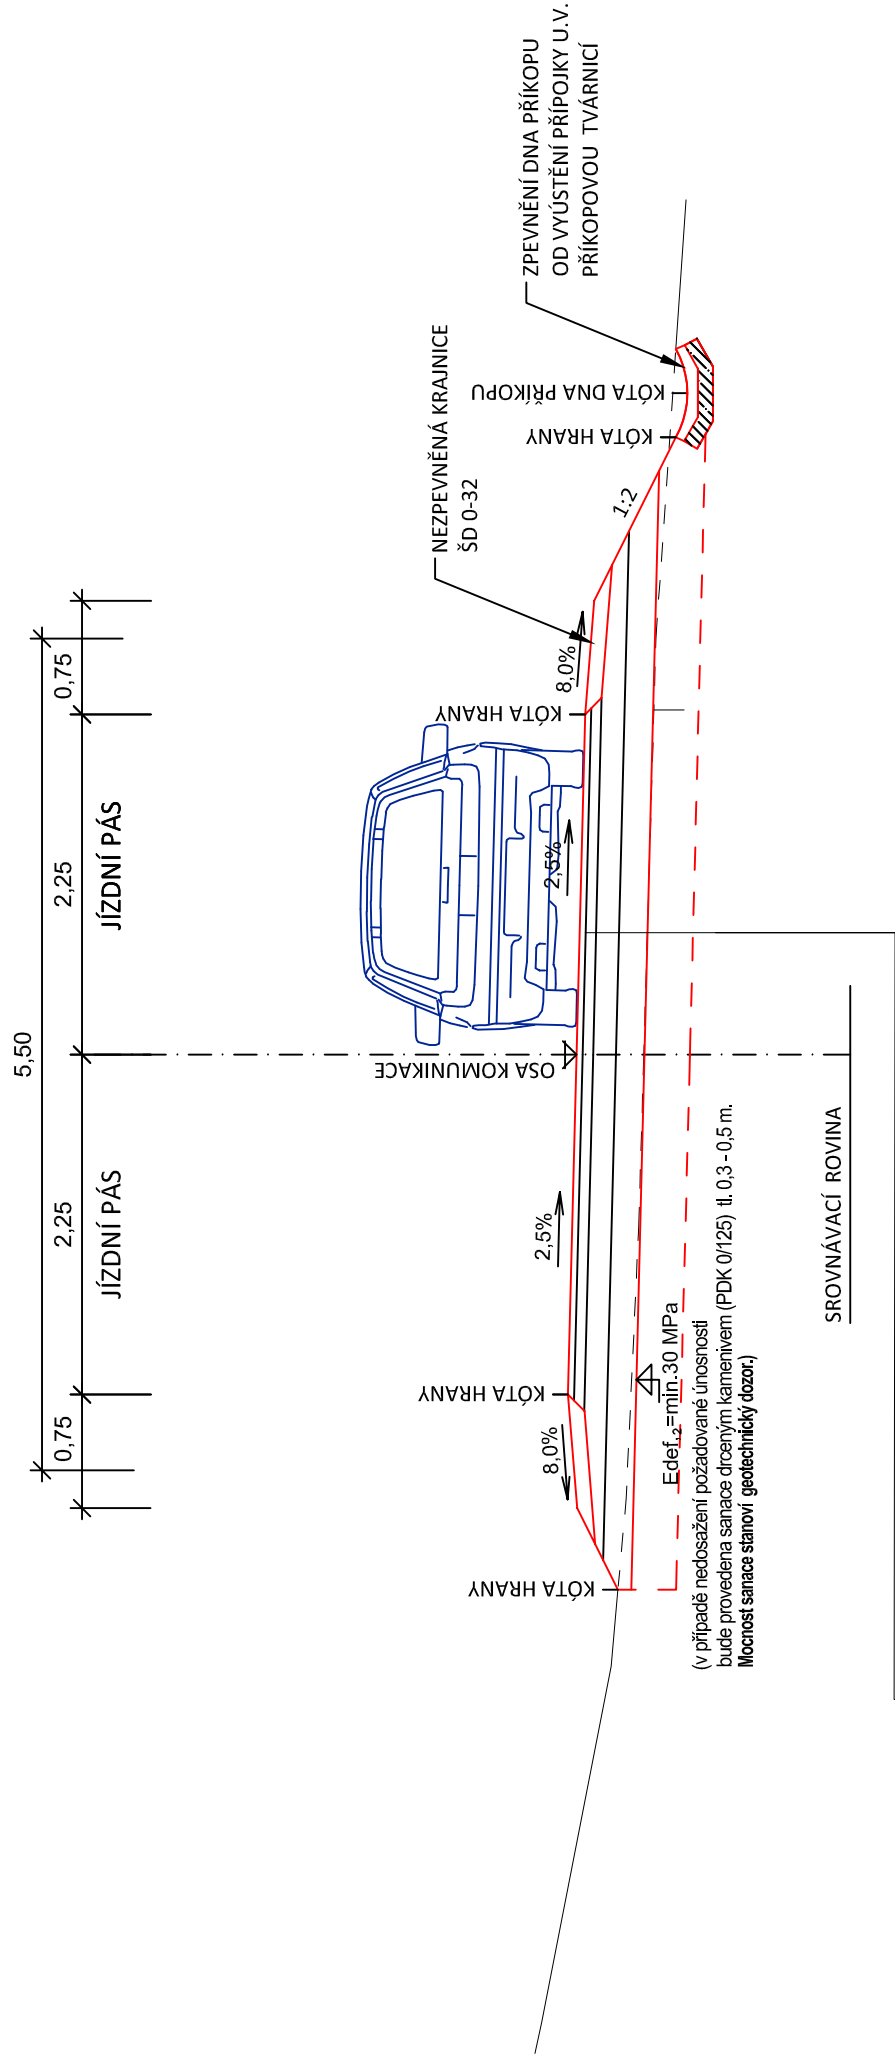 5,50
0,75
2,25
2,25
0,75
JÍZDNÍ PÁS
JÍZDNÍ PÁS
ZPEVNĚNÍ DNA PŘÍKOPU
OD VYÚSTĚNÍ PŘÍPOJKY U.V.
PŘÍKOPOVOU TVÁRNICÍ
NEZPEVNĚNÁ KRAJNICE
ŠD 0-32
KÓTA HRANY
KÓTA HRANY
OSA KOMUNIKACE
KÓTA HRANY
KÓTA HRANY
KÓTA DNA PŘÍKOPU
8,0%
2,5%
2,5%
8,0%
1:2
Edef.,2=min.30 MPa
(v případě nedosažení požadované únosnosti
bude provedena sanace drceným kamenivem (PDK 0/125) tl. 0,3 - 0,5 m.
Mocnost sanace stanoví geotechnický dozor.)
SROVNÁVACÍ ROVINA